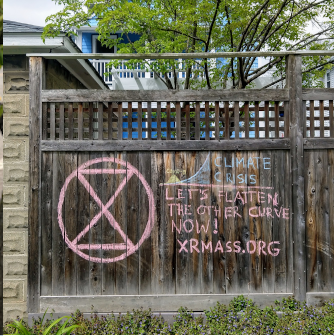 CLIMATE
CRISIS
LET'S FLATTEN
THE OTHER CURVE
NOW!
XRMASS.ORG